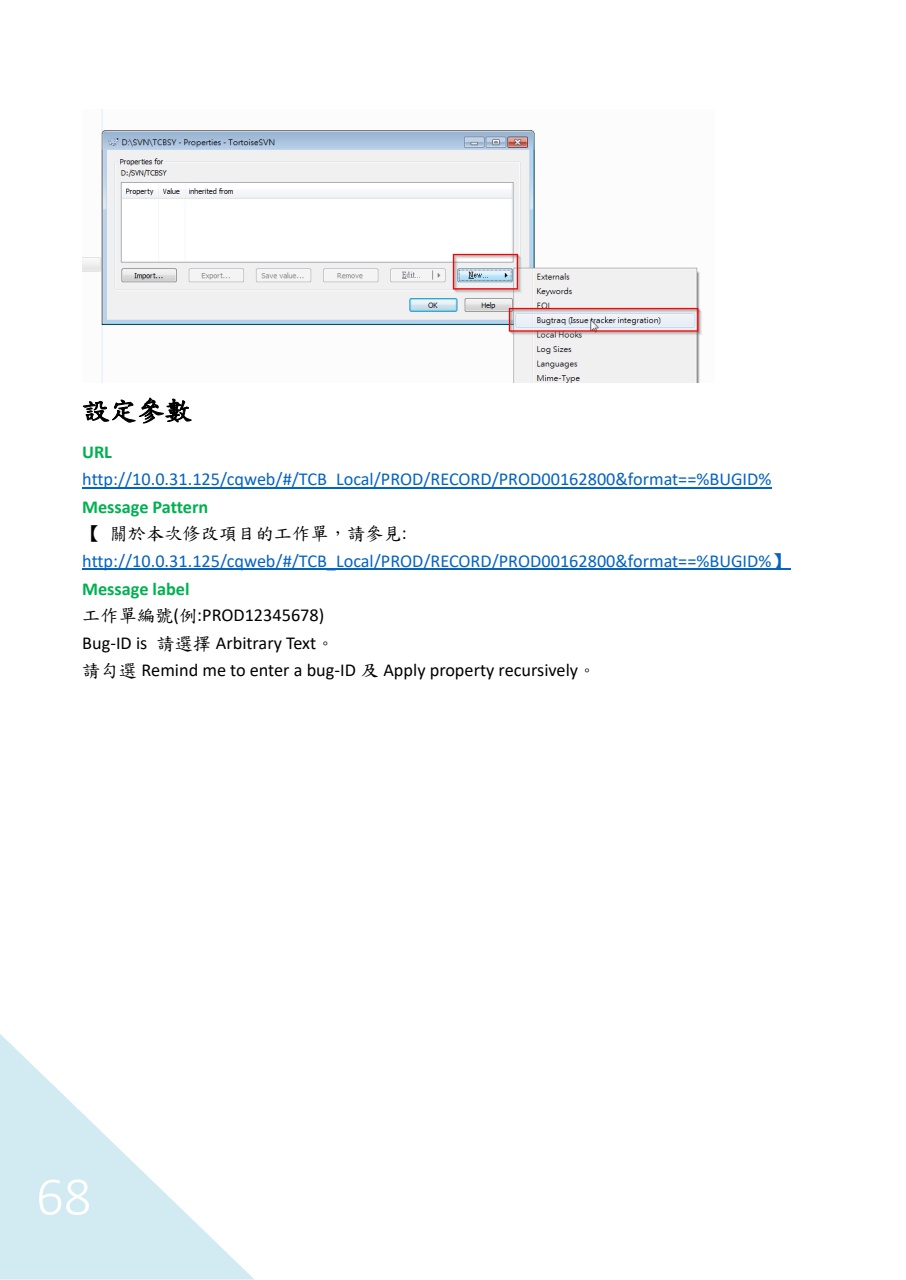 D:\SVN\TCBSY - Properties - TortoiseSVN
Properties for
D:/SVN/TCBSY
Property Value inherited from
Import... Export... Save value... Remove Edit... New...
OK Help
Externals
Keywords
EOL
Bugtraq (Issue tracker integration)
Local Hooks
Log Sizes
Languages
Mime-Type
設定參數
URL
http://10.0.31.125/cqweb/#/TCB_Local/PROD/RECORD/PROD00162800&format==%BUGID%
Message Pattern
【 關於本次修改項目的工作單，請參見:
http://10.0.31.125/cqweb/#/TCB_Local/PROD/RECORD/PROD00162800&format==%BUGID%】
Message label
工作單編號(例:PROD12345678)
Bug-ID is 請選擇 Arbitrary Text。
請勾選 Remind me to enter a bug-ID 及 Apply property recursively。
68